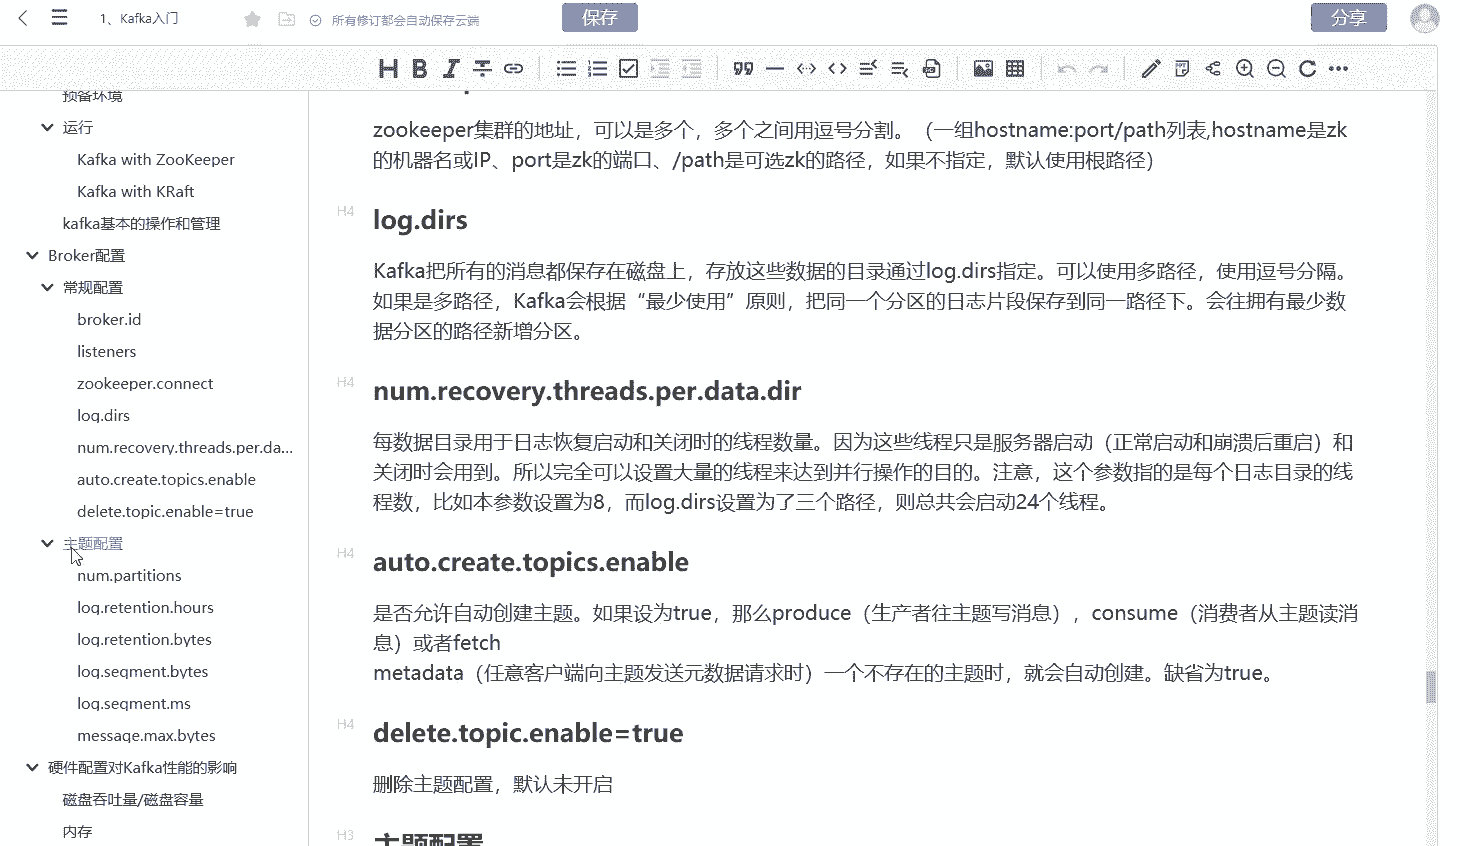 1、Kafka入门
所有修订都会自动保存云端
保存
分享
预备环境
运行
Kafka with ZooKeeper
Kafka with KRaft
kafka基本的操作和管理
Broker配置
常规配置
broker.id
listeners
zookeeper.connect
log.dirs
num.recovery.threads.per.da...
auto.create.topics.enable
delete.topic.enable=true
主题配置
num.partitions
log.retention.hours
log.retention.bytes
log.segment.bytes
log.segment.ms
message.max.bytes
硬件配置对Kafka性能的影响
磁盘吞吐量/磁盘容量
内存
zookeeper集群的地址，可以是多个，多个之间用逗号分割。（一组hostname:port/path列表,hostname是zk
的机器名或IP、port是zk的端口、/path是可选zk的路径，如果不指定，默认使用根路径）
H4
log.dirs
Kafka把所有的消息都保存在磁盘上，存放这些数据的目录通过log.dirs指定。可以使用多路径，使用逗号分隔。
如果是多路径，Kafka会根据“最少使用”原则，把同一个分区的日志片段保存到同一路径下。会往拥有最少数
据分区的路径新增分区。
H4
num.recovery.threads.per.data.dir
每数据目录用于日志恢复启动和关闭时的线程数量。因为这些线程只是服务器启动（正常启动和崩溃后重启）和
关闭时会用到。所以完全可以设置大量的线程来达到并行操作的目的。注意，这个参数指的是每个日志目录的线
程数，比如本参数设置为8，而log.dirs设置为了三个路径，则总共会启动24个线程。
H4
auto.create.topics.enable
是否允许自动创建主题。如果设为true，那么produce（生产者往主题写消息），consume（消费者从主题读消
息）或者fetch
metadata（任意客户端向主题发送元数据请求时）一个不存在的主题时，就会自动创建。缺省为true。
H4
delete.topic.enable=true
删除主题配置，默认未开启
H3
主题配置